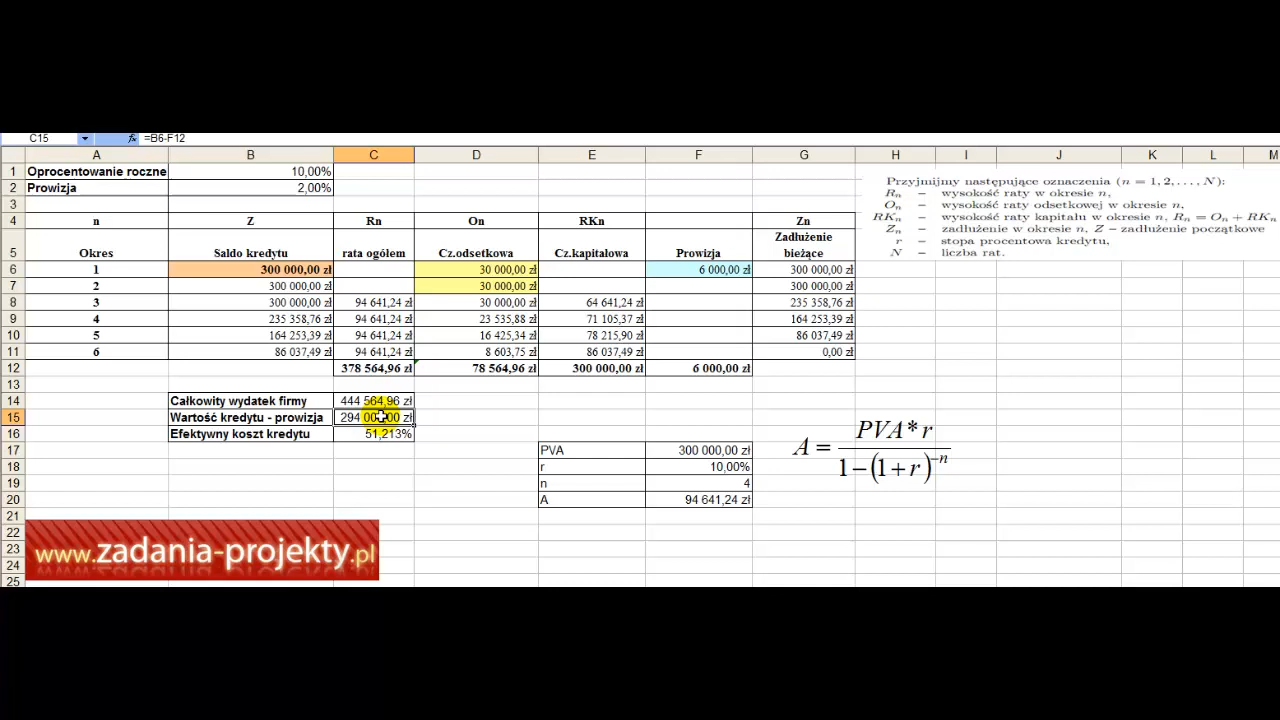 C15 fx =B6-F12
A B C D E F G H I J K L M
1 Oprocentowanie roczne 10,00%
2 Prowizja 2,00%
3
4 n Z Rn On RKn Zn
5 Okres Saldo kredytu rata ogółem Cz.odsetkowa Cz.kapitałowa Prowizja Zadłużenie bieżące
6 1 300 000,00 zł 30 000,00 zł 6 000,00 zł 300 000,00 zł
7 2 300 000,00 zł 30 000,00 zł 300 000,00 zł
8 3 300 000,00 zł 94 641,24 zł 30 000,00 zł 64 641,24 zł 235 358,76 zł
9 4 235 358,76 zł 94 641,24 zł 23 535,88 zł 71 105,37 zł 164 253,39 zł
10 5 164 253,39 zł 94 641,24 zł 16 425,34 zł 78 215,90 zł 86 037,49 zł
11 6 86 037,49 zł 94 641,24 zł 8 603,75 zł 86 037,49 zł 0,00 zł
12 378 564,96 zł 78 564,96 zł 300 000,00 zł 6 000,00 zł
13
14 Całkowity wydatek firmy 444 564,96 zł
15 Wartość kredytu - prowizja 294 000,00 zł
16 Efektywny koszt kredytu 51,213%
17 PVA 300 000,00 zł
18 r 10,00%
19 n 4
20 A 94 641,24 zł
21
22
23
24
25
Przyjmijmy następujące oznaczenia (n = 1, 2, . . . , N):
Rn – wysokość raty w okresie n,
On – wysokość raty odsetkowej w okresie n,
RKn – wysokość raty kapitału w okresie n, Rn = On + RKn
Zn – zadłużenie w okresie n, Z – zadłużenie początkowe
r – stopa procentowa kredytu,
N – liczba rat.
A = PVA * r / 1 − (1 + r)^−n
www.zadania-projekty.pl